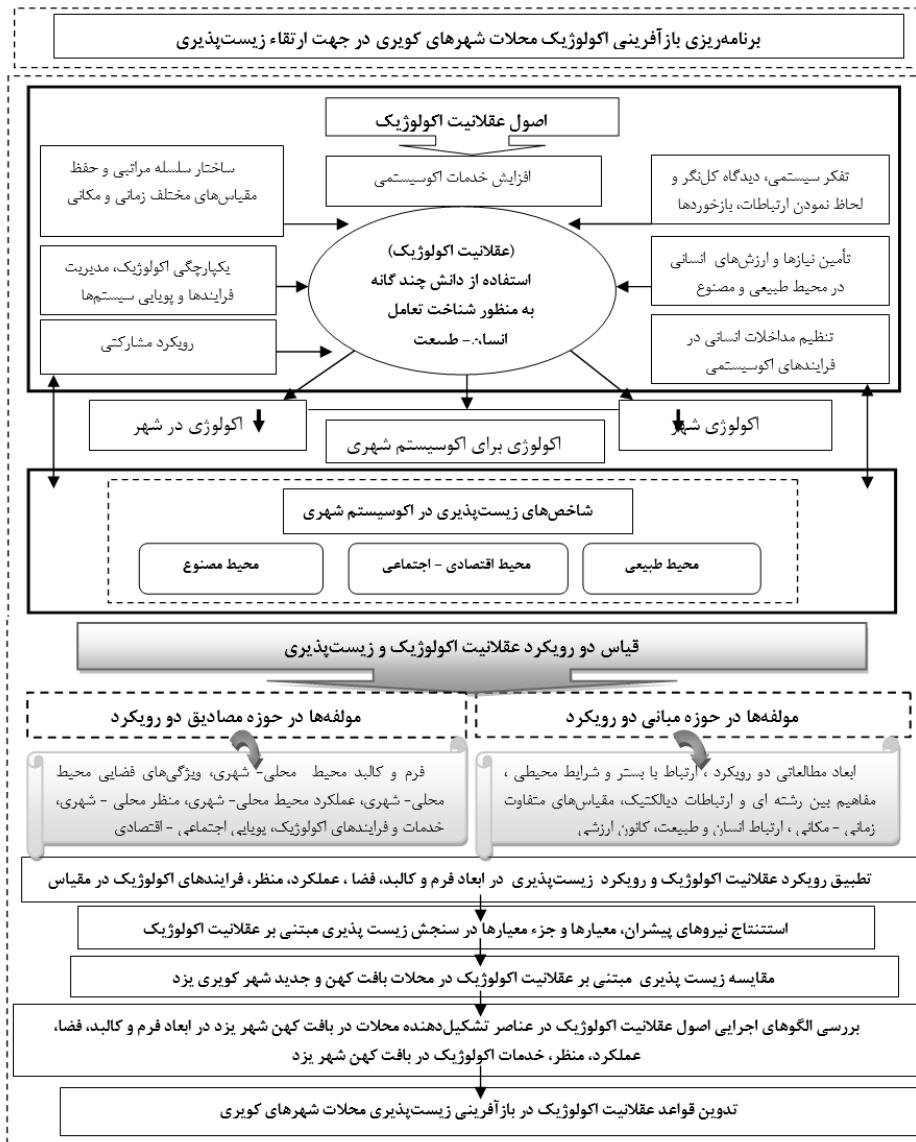 برنامه‌ریزی بازآفرینی اکولوژیک محلات شهرهای کویری در جهت ارتقاء زیست‌پذیری
اصول عقلانیت اکولوژیک
افزایش خدمات اکوسیستمی
تفکر سیستمی، دیدگاه کل‌نگر و
لحاظ نمودن ارتباطات، بازخوردها
تأمین نیازها و ارزش‌های انسانی
در محیط طبیعی و مصنوع
تنظیم مداخلات انسانی در
فرایندهای اکوسیستمی
ساختار سلسله مراتبی و حفظ
مقیاس‌های مختلف زمانی و مکانی
یکپارچگی اکولوژیک، مدیریت
فرایندها و پویایی سیستم‌ها
رویکرد مشارکتی
(عقلانیت اکولوژیک)
استفاده از دانش چند گانه
به منظور شناخت تعامل
انسان - طبیعت
اکولوژی شهر
اکولوژی برای اکوسیستم شهری
اکولوژی در شهر
شاخص‌های زیست‌پذیری در اکوسیستم شهری
محیط طبیعی
محیط اقتصادی - اجتماعی
محیط مصنوع
قیاس دو رویکرد عقلانیت اکولوژیک و زیست‌پذیری
مولفه‌ها در حوزه مبانی دو رویکرد
ابعاد مطالعاتی دو رویکرد ، ارتباط با بستر و شرایط محیطی ،
مفاهیم بین رشته ای و ارتباطات دیالکتیک، مقیاس‌های متفاوت
زمانی - مکانی ، ارتباط انسان و طبیعت، کانون ارزشی
مولفه‌ها در حوزه مصادیق دو رویکرد
فرم و کالبد محیط محلی- شهری، ویژگی‌های فضایی محیط
محلی- شهری، عملکرد محیط محلی- شهری، منظر محلی - شهری،
خدمات و فرایندهای اکولوژیک، پویایی اجتماعی - اقتصادی
تطبیق رویکرد عقلانیت اکولوژیک و رویکرد زیست‌پذیری در ابعاد فرم و کالبد، فضا ، عملکرد، منظر، فرایندهای اکولوژیک در مقیاس
استتنتاج نیروهای پیشران، معیارها و جزء معیارها در سنجش زیست پذیری مبتنی بر عقلانیت اکولوژیک
مقایسه زیست پذیری مبتنی بر عقلانیت اکولوژیک در محلات بافت کهن و جدید شهر کویری یزد
بررسی الگوهای اجرایی اصول عقلانیت اکولوژیک در عناصر تشکیل‌دهنده محلات در بافت کهن شهر یزد در ابعاد فرم و کالبد، فضا،
عملکرد، منظر، خدمات اکولوژیک در بافت کهن شهر یزد
تدوین قواعد عقلانیت اکولوژیک در بازآفرینی زیست‌پذیری محلات شهرهای کویری